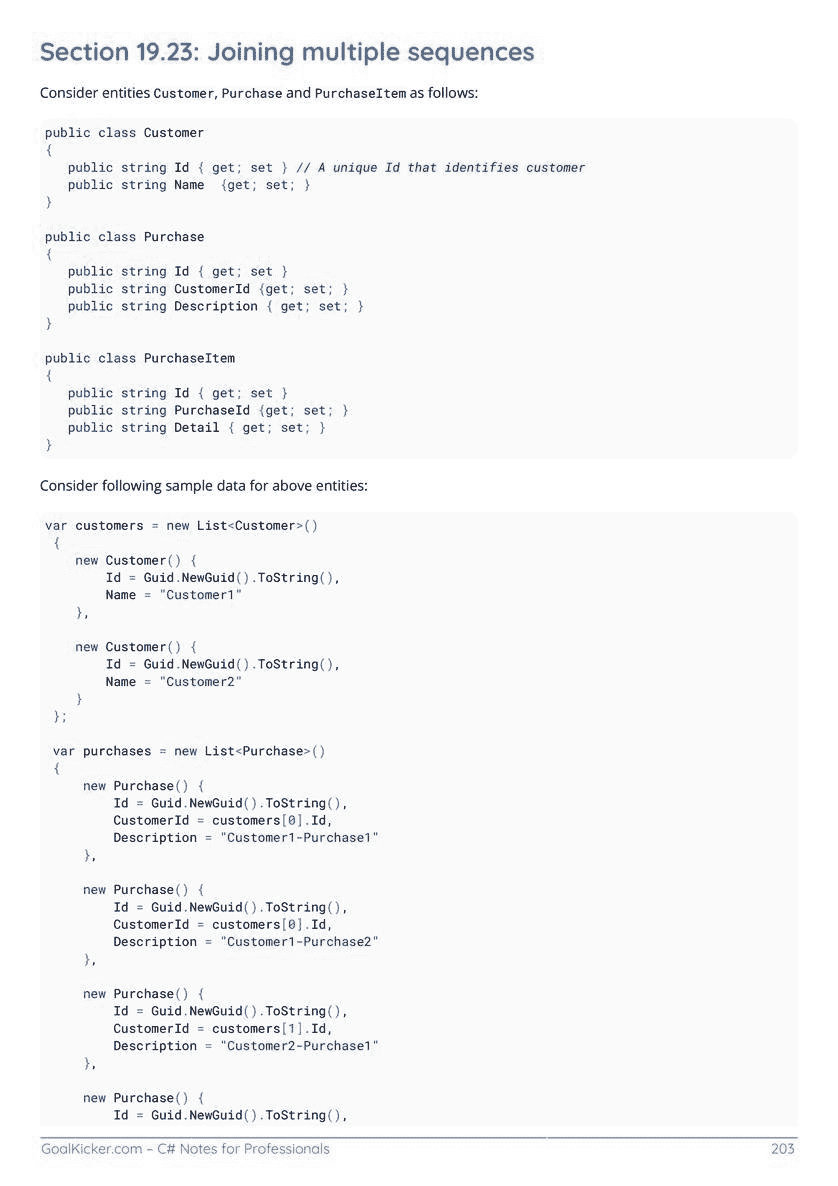 Section 19.23: Joining multiple sequences
Consider entities Customer, Purchase and PurchaseItem as follows:
public class Customer
{
   public string Id { get; set } // A unique Id that identifies customer
   public string Name  {get; set; }
}
public class Purchase
{
   public string Id { get; set }
   public string CustomerId {get; set; }
   public string Description { get; set; }
}
public class PurchaseItem
{
   public string Id { get; set }
   public string PurchaseId {get; set; }
   public string Detail { get; set; }
}
Consider following sample data for above entities:
var customers = new List<Customer>()
 {
    new Customer() {
        Id = Guid.NewGuid().ToString(),
        Name = "Customer1"
    },
    new Customer() {
        Id = Guid.NewGuid().ToString(),
        Name = "Customer2"
    }
 };
 var purchases = new List<Purchase>()
 {
     new Purchase() {
         Id = Guid.NewGuid().ToString(),
         CustomerId = customers[0].Id,
         Description = "Customer1-Purchase1"
     },
     new Purchase() {
         Id = Guid.NewGuid().ToString(),
         CustomerId = customers[0].Id,
         Description = "Customer1-Purchase2"
     },
     new Purchase() {
         Id = Guid.NewGuid().ToString(),
         CustomerId = customers[1].Id,
         Description = "Customer2-Purchase1"
     },
     new Purchase() {
         Id = Guid.NewGuid().ToString(),
GoalKicker.com – C# Notes for Professionals
203